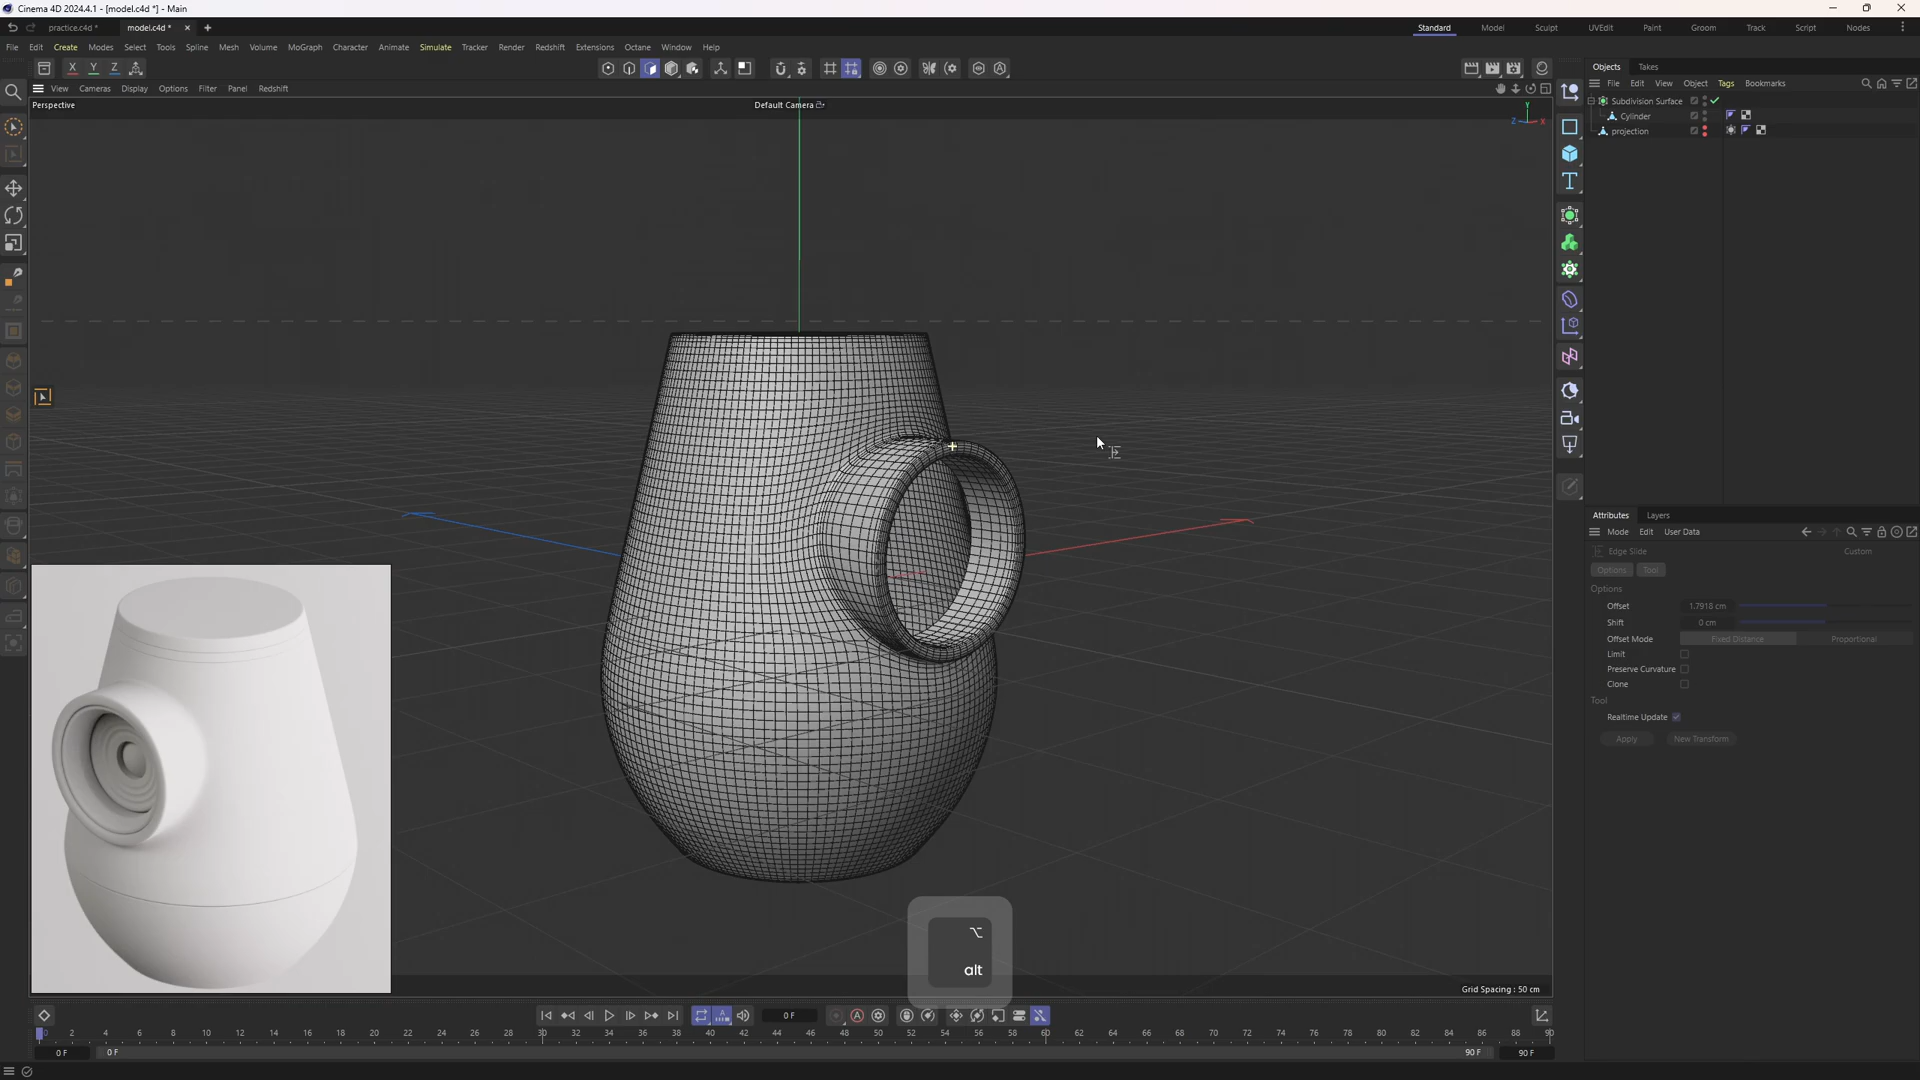 Cinema 4D 2024.4.1 - [model.c4d *] - Main
practice.c4d * model.c4d * Standard Model Sculpt UVEdit Paint Groom Track Script Nodes
File Edit Create Modes Select Tools Spline Mesh Volume MoGraph Character Animate Simulate Tracker Render Redshift Extensions Octane Window Help
X Y Z
Objects Takes
File Edit View Object Tags Bookmarks
View Cameras Display Options Filter Panel Redshift
Perspective
Default Camera
Y
Z X
Subdivision Surface
Cylinder
projection
Attributes Layers
Mode Edit User Data
Edge Slide Custom
Options Tool
Options
Offset 1.7918 cm
Shift 0 cm
Offset Mode Fixed Distance Proportional
Limit
Preserve Curvature
Clone
Tool
Realtime Update
Apply New Transform
alt
Grid Spacing : 50 cm
0 F
0 2 4 6 8 10 12 14 16 18 20 22 24 26 28 30 32 34 36 38 40 42 44 46 48 50 52 54 56 58 60 62 64 66 68 70 72 74 76 78 80 82 84 86 88 90
0 F 0 F 90 F 90 F